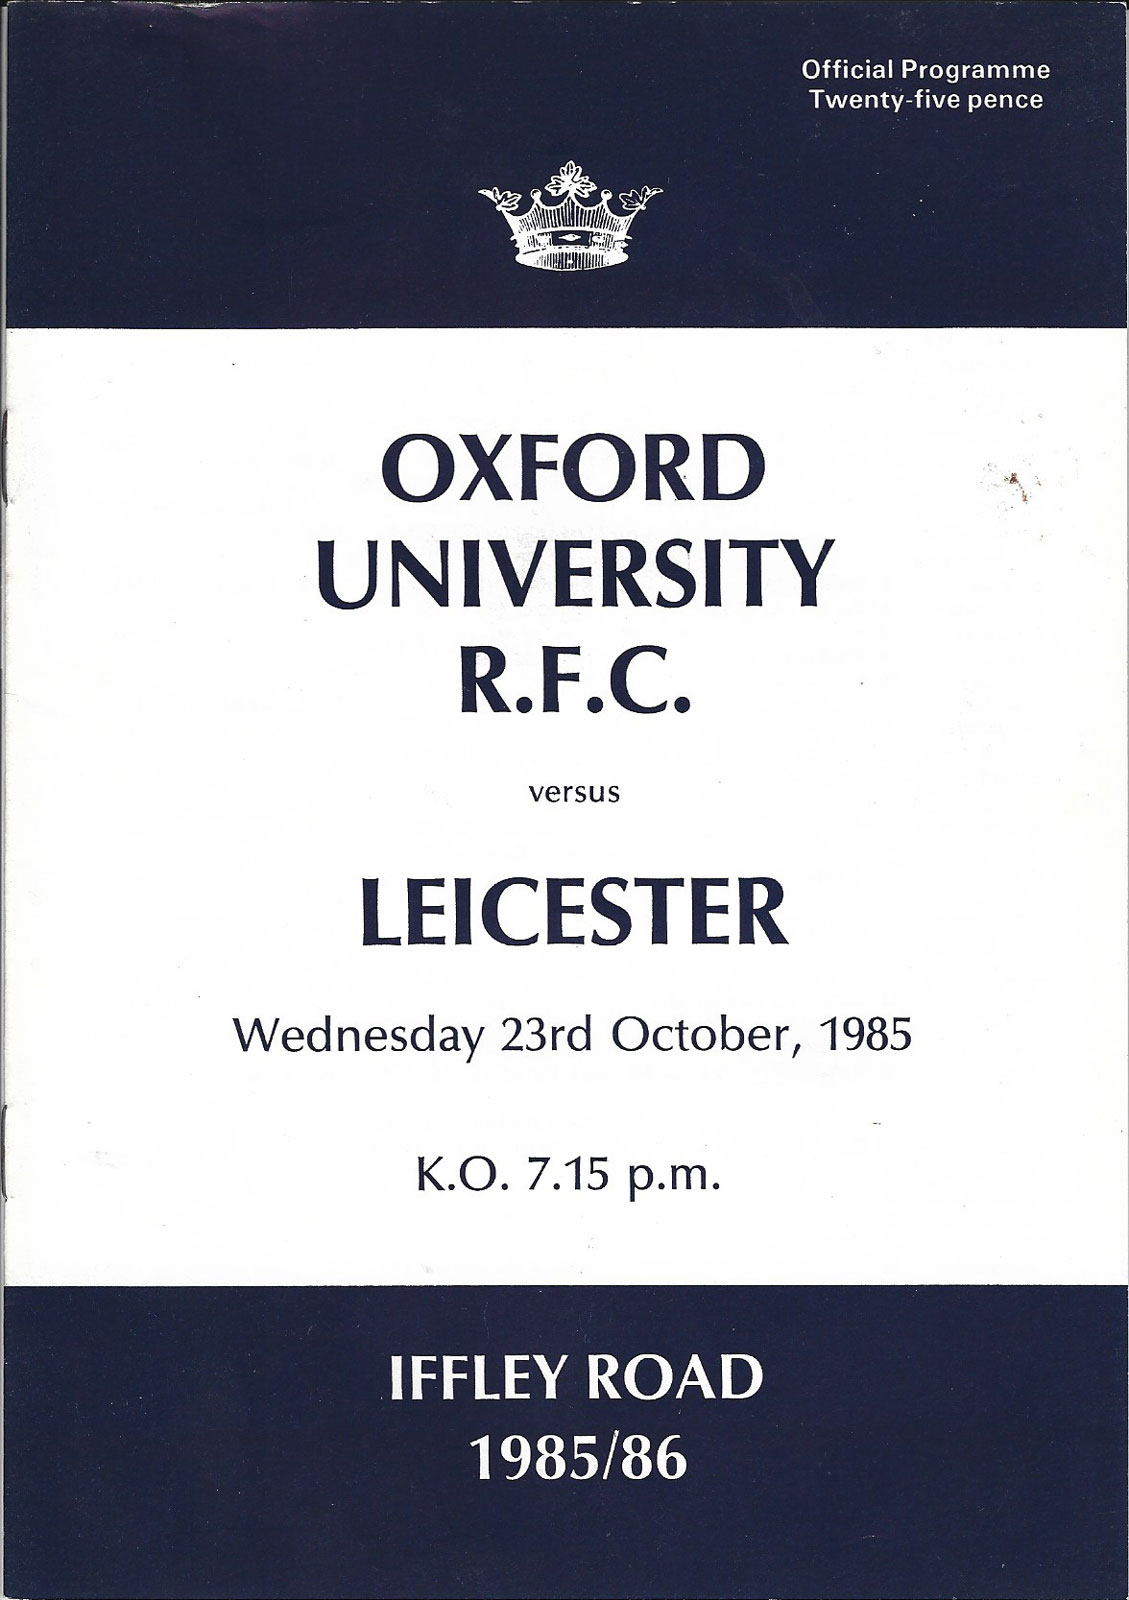 Official Programme
Twenty-five pence
OXFORD
UNIVERSITY
R.F.C.
versus
LEICESTER
Wednesday 23rd October, 1985
K.O. 7.15 p.m.
IFFLEY ROAD
1985/86